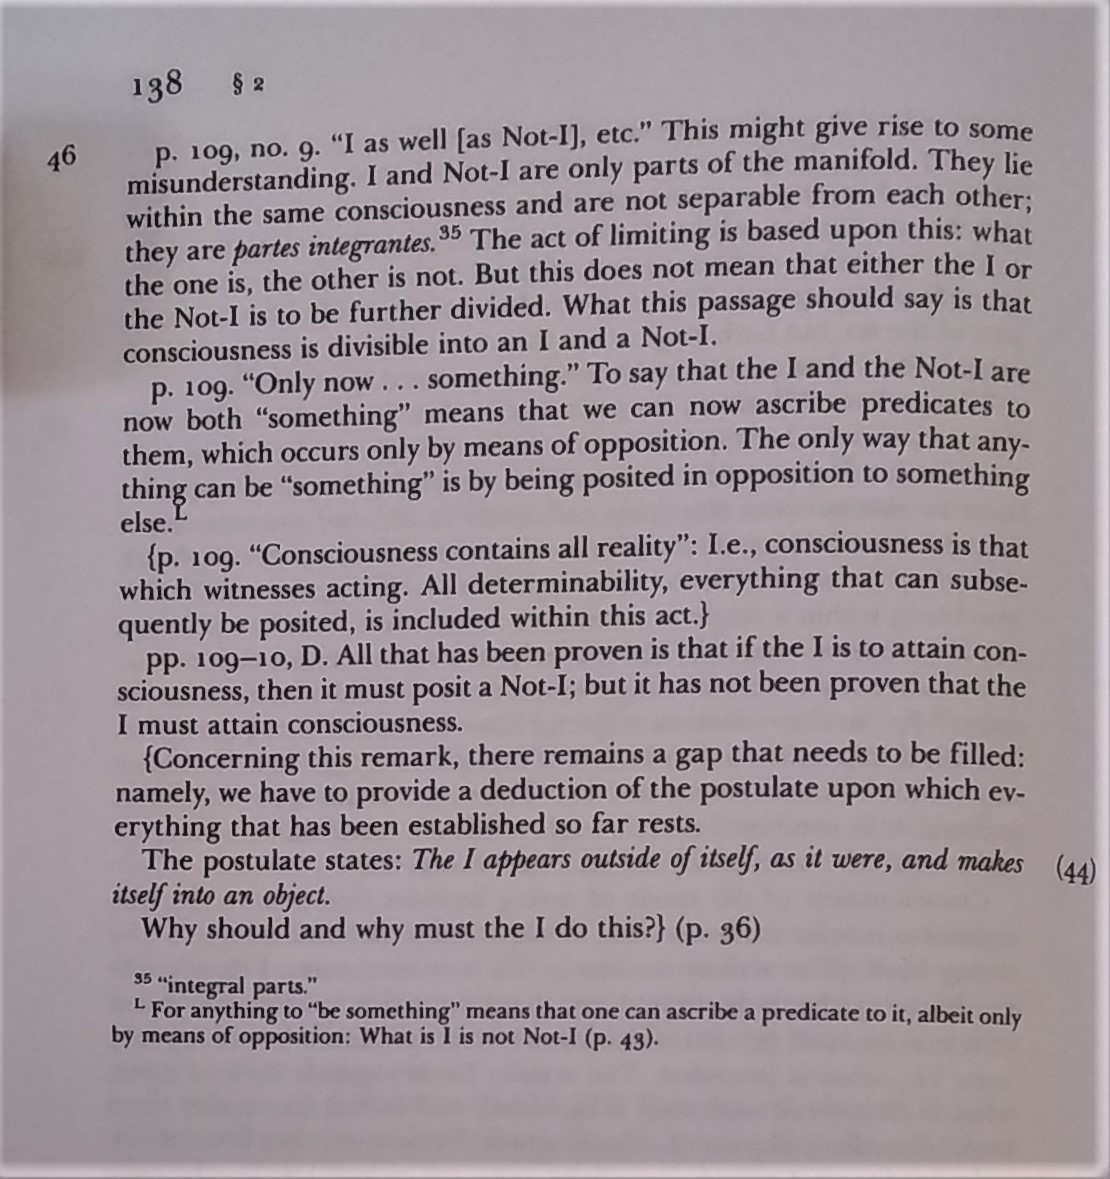 138 § 2
46 p. 109, no. 9. “I as well [as Not-I], etc.” This might give rise to some
misunderstanding. I and Not-I are only parts of the manifold. They lie
within the same consciousness and are not separable from each other;
they are partes integrantes.35 The act of limiting is based upon this: what
the one is, the other is not. But this does not mean that either the I or
the Not-I is to be further divided. What this passage should say is that
consciousness is divisible into an I and a Not-I.
p. 109. “Only now . . . something.” To say that the I and the Not-I are
now both “something” means that we can now ascribe predicates to
them, which occurs only by means of opposition. The only way that any-
thing can be “something” is by being posited in opposition to something
else.L
{p. 109. “Consciousness contains all reality”: I.e., consciousness is that
which witnesses acting. All determinability, everything that can subse-
quently be posited, is included within this act.}
pp. 109–10, D. All that has been proven is that if the I is to attain con-
sciousness, then it must posit a Not-I; but it has not been proven that the
I must attain consciousness.
{Concerning this remark, there remains a gap that needs to be filled:
namely, we have to provide a deduction of the postulate upon which ev-
erything that has been established so far rests.
The postulate states: The I appears outside of itself, as it were, and makes (44)
itself into an object.
Why should and why must the I do this?} (p. 36)
35 “integral parts.”
L For anything to “be something” means that one can ascribe a predicate to it, albeit only
by means of opposition: What is I is not Not-I (p. 43).